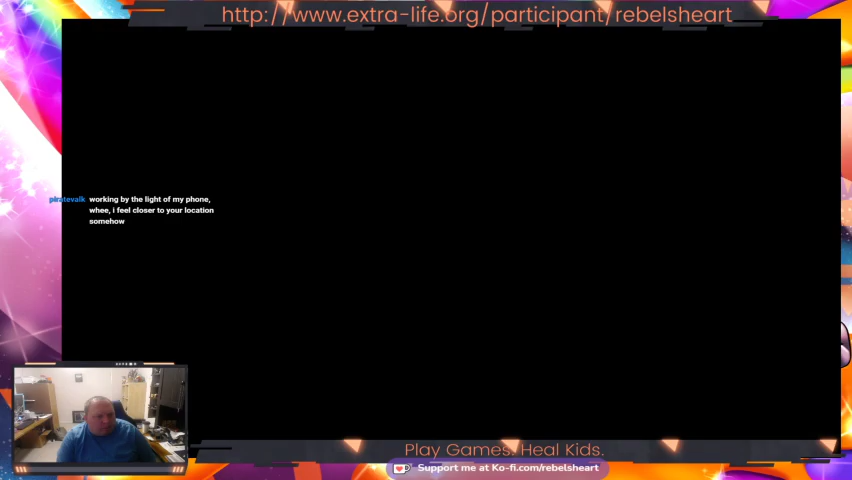 http://www.extra-life.org/participant/rebelsheart
piratevalk working by the light of my phone,
whee, i feel closer to your location
somehow
Play Games. Heal Kids.
Support me at Ko-fi.com/rebelsheart